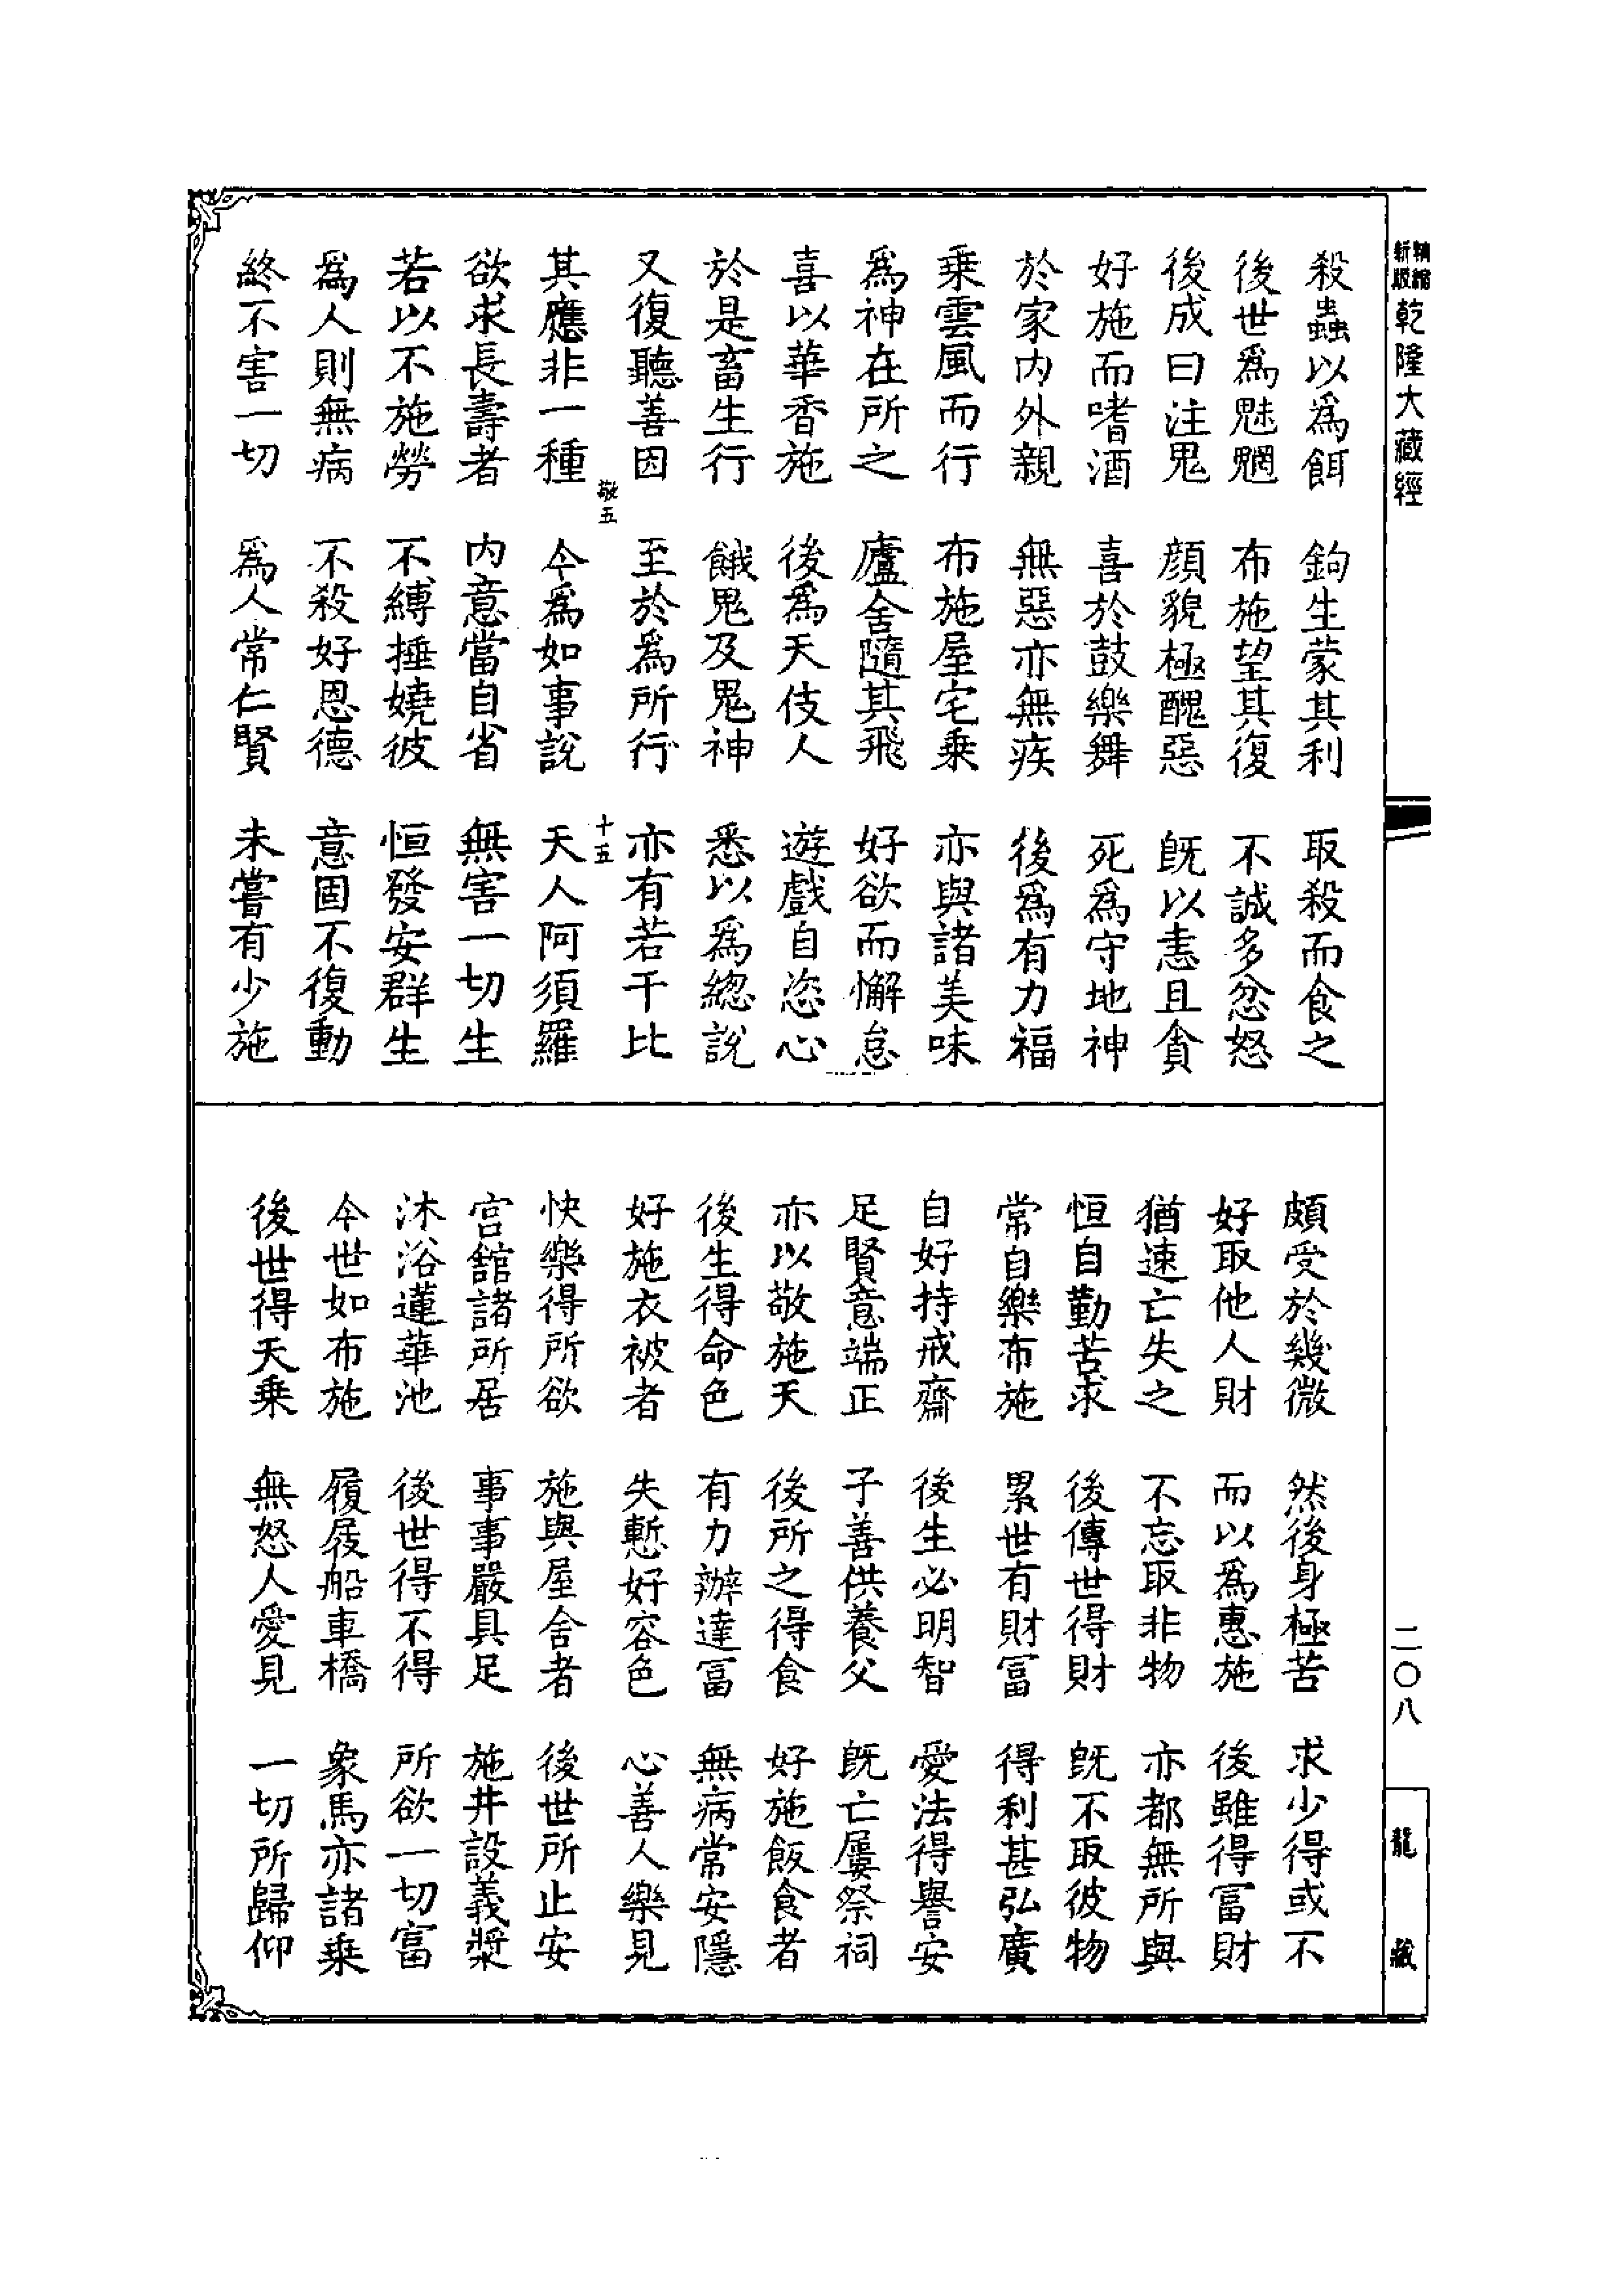 精縮新版乾隆大藏經
殺蟲以爲餌 鉤生蒙其利 取殺而食之
後世爲魅魍 布施望其復 不誠多忿怒
後成曰注鬼 顔貌極醜惡 旣以恚且貪
好施而嗜酒 喜於鼓樂舞 死爲守地神
於家内外親 無惡亦無疾 後爲有力福
乘雲風而行 布施屋宅乘 亦與諸美味
爲神在所之 廬舍隨其飛 好欲而懈怠
喜以華香施 後爲天伎人 遊戲自恣心
於是畜生行 餓鬼及鬼神 悉以爲總說
又復聽善因 至於爲所行 亦有若干比
敬五 十五
其應非一種 今爲如事說 天人阿須羅
欲求長壽者 内意當自省 無害一切生
若以不施勞 不縛捶嬈彼 恒發安群生
爲人則無病 不殺好恩德 意固不復動
終不害一切 爲人常仁賢 未嘗有少施
頗受於幾微 然後身極苦 求少得或不
好取他人財 而以爲惠施 後雖得富財
猶速亡失之 不忘取非物 亦都無所與
恒自勤苦求 後傳世得財 旣不取彼物
常自樂布施 累世有財富 得利甚弘廣
自好持戒齋 後生必明智 愛法得譽安
足賢意端正 子善供養父 旣亡屢祭祠
亦以敬施天 後所之得食 好施飯食者
後生得命色 有力辦達富 無病常安隱
好施衣被者 失慙好容色 心善人樂見
快樂得所欲 施與屋舍者 後世所止安
宫舘諸所居 事事嚴具足 施井設義漿
沐浴蓮華池 後世得不得 所欲一切富
今世如布施 履屐船車橋 象馬亦諸乘
後世得天乘 無怒人愛見 一切所歸仰
二〇八
龍藏